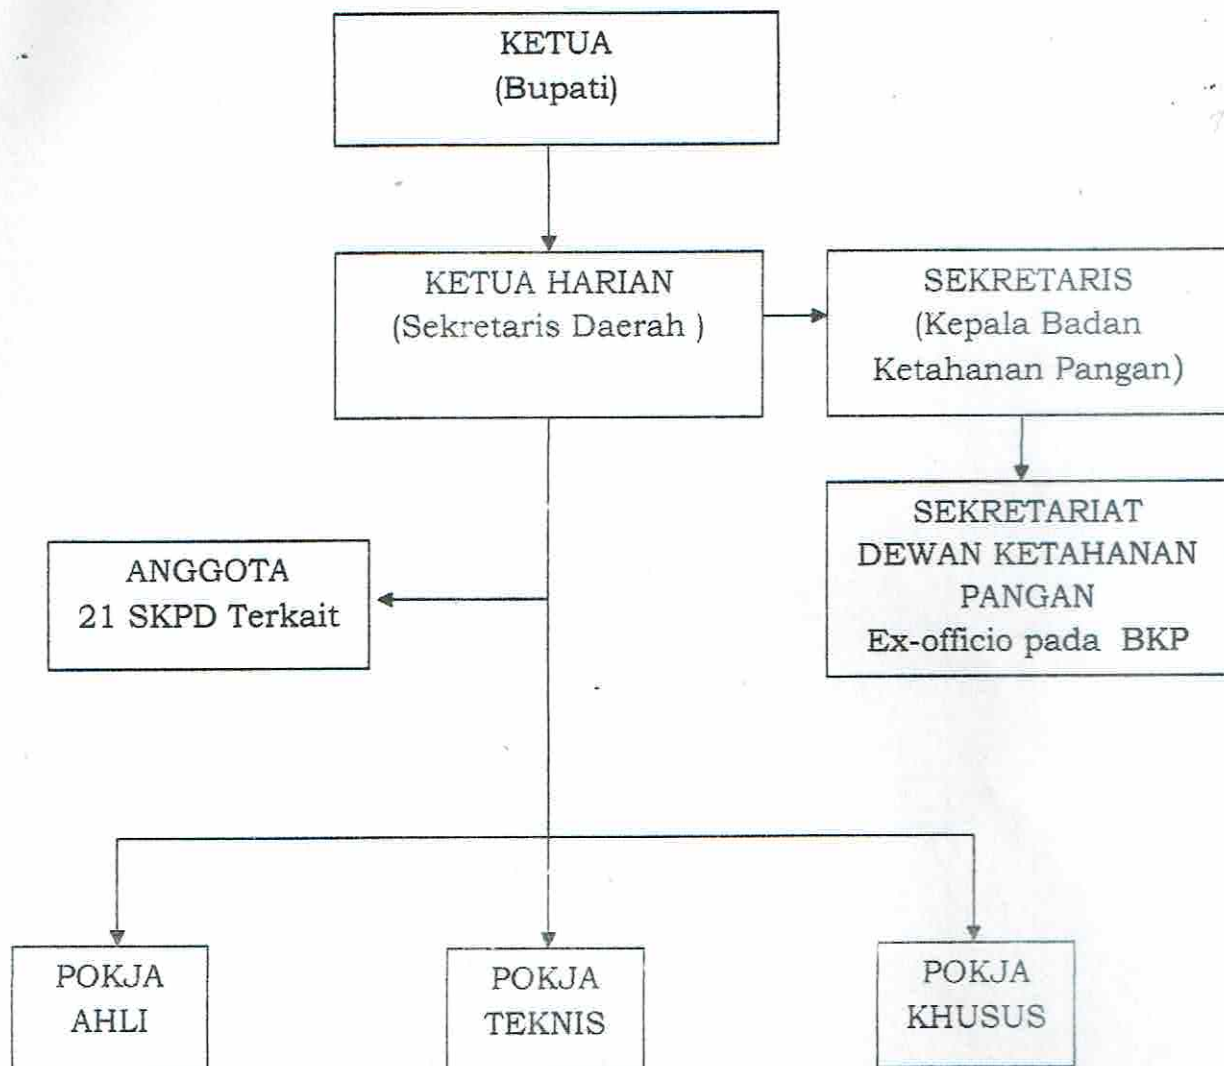 KETUA
(Bupati)
KETUA HARIAN
(Sekretaris Daerah )
SEKRETARIS
(Kepala Badan
Ketahanan Pangan)
SEKRETARIAT
DEWAN KETAHANAN
PANGAN
Ex-officio pada BKP
ANGGOTA
21 SKPD Terkait
POKJA
AHLI
POKJA
TEKNIS
POKJA
KHUSUS